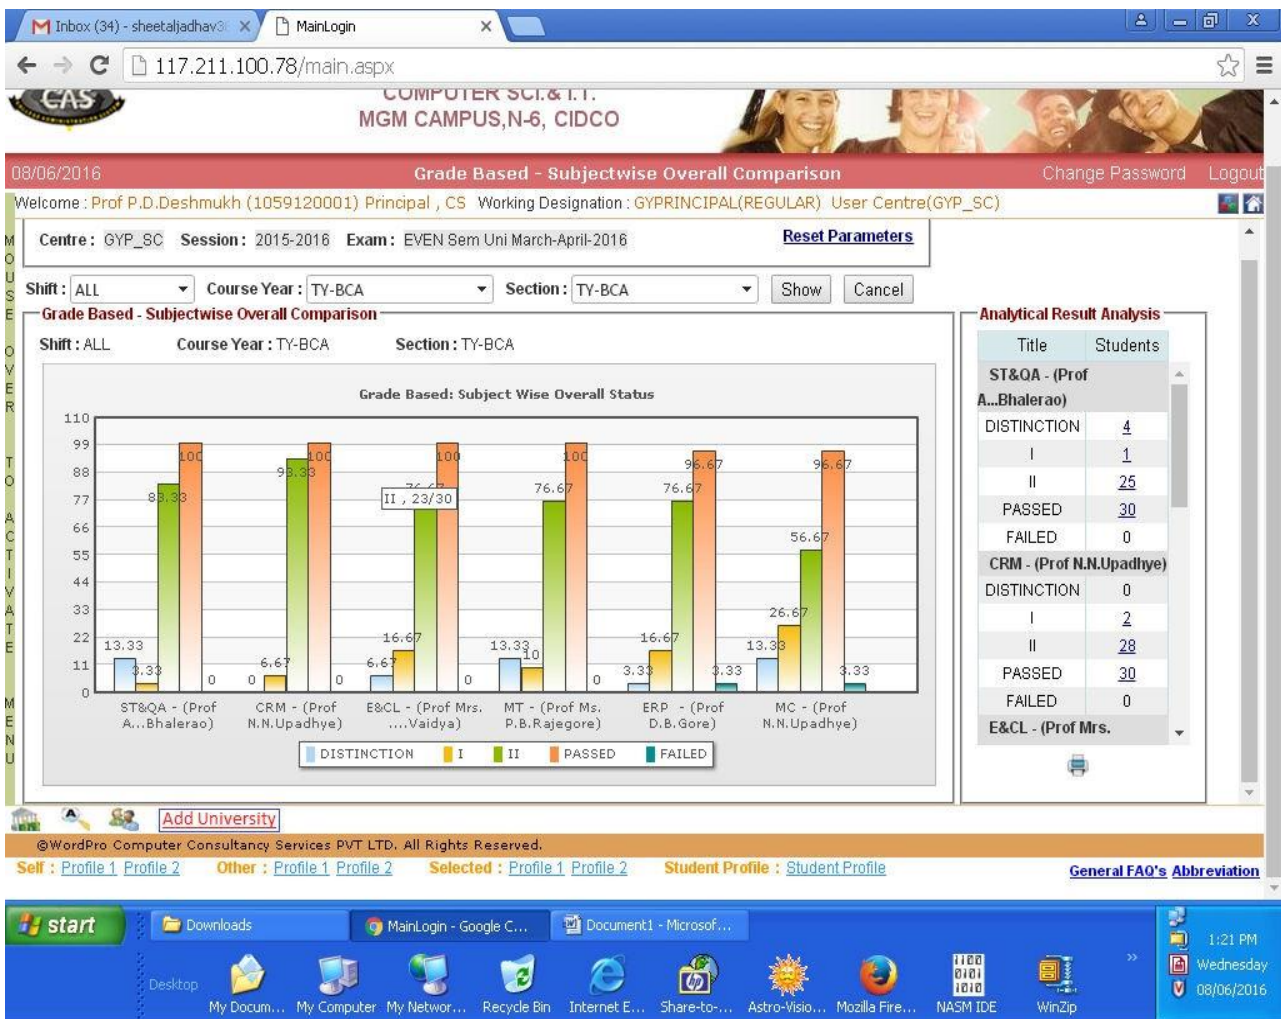 Inbox (34) - sheetaljadhav3
MainLogin
117.211.100.78/main.aspx
CAS
COMPUTER SCI.& I.T.
MGM CAMPUS,N-6, CIDCO
08/06/2016 Grade Based - Subjectwise Overall Comparison Change Password Logout
Welcome : Prof P.D.Deshmukh (1059120001) Principal , CS Working Designation : GYPRINCIPAL(REGULAR) User Centre(GYP_SC)
MOUSE OVER TO ACTIVATE MENU
Centre : GYP_SC Session : 2015-2016 Exam : EVEN Sem Uni March-April-2016 Reset Parameters
Shift : ALL Course Year : TY-BCA Section : TY-BCA Show Cancel
Grade Based - Subjectwise Overall Comparison
Shift : ALL Course Year : TY-BCA Section : TY-BCA
Grade Based: Subject Wise Overall Status
110
99
88
77
66
55
44
33
22
11
0
13.33 3.33 83.33 100 0
0 6.67 93.33 100 0
6.67 16.67 76.67 100 0
II , 23/30
13.33 10 76.67 100 0
3.33 16.67 76.67 96.67 3.33
13.33 26.67 56.67 96.67 3.33
ST&QA - (Prof A...Bhalerao)
CRM - (Prof N.N.Upadhye)
E&CL - (Prof Mrs. ....Vaidya)
MT - (Prof Ms. P.B.Rajegore)
ERP - (Prof D.B.Gore)
MC - (Prof N.N.Upadhye)
DISTINCTION I II PASSED FAILED
Analytical Result Analysis
Title Students
ST&QA - (Prof
A...Bhalerao)
DISTINCTION 4
I 1
II 25
PASSED 30
FAILED 0
CRM - (Prof N.N.Upadhye)
DISTINCTION 0
I 2
II 28
PASSED 30
FAILED 0
E&CL - (Prof Mrs.
Add University
©WordPro Computer Consultancy Services PVT LTD. All Rights Reserved.
Self : Profile 1 Profile 2 Other : Profile 1 Profile 2 Selected : Profile 1 Profile 2 Student Profile : Student Profile
General FAQ's Abbreviation
start Downloads MainLogin - Google C... Document1 - Microsof...
1:21 PM
Wednesday
08/06/2016
Desktop
My Docum... My Computer My Networ... Recycle Bin Internet E... Share-to-... Astro-Visio... Mozilla Fire... NASM IDE WinZip